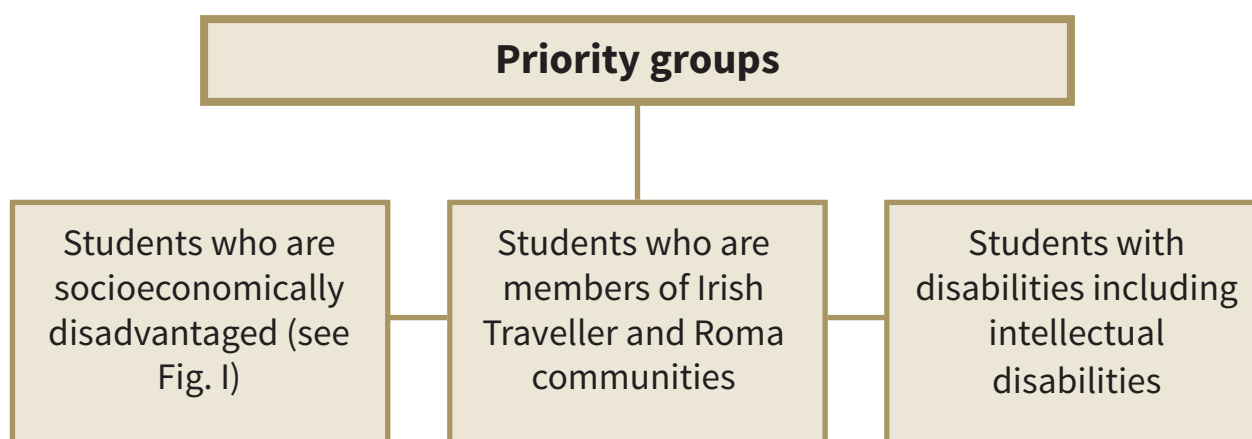 Priority groups
Students who are
socioeconomically
disadvantaged (see
Fig. I)
Students who are
members of Irish
Traveller and Roma
communities
Students with
disabilities including
intellectual
disabilities